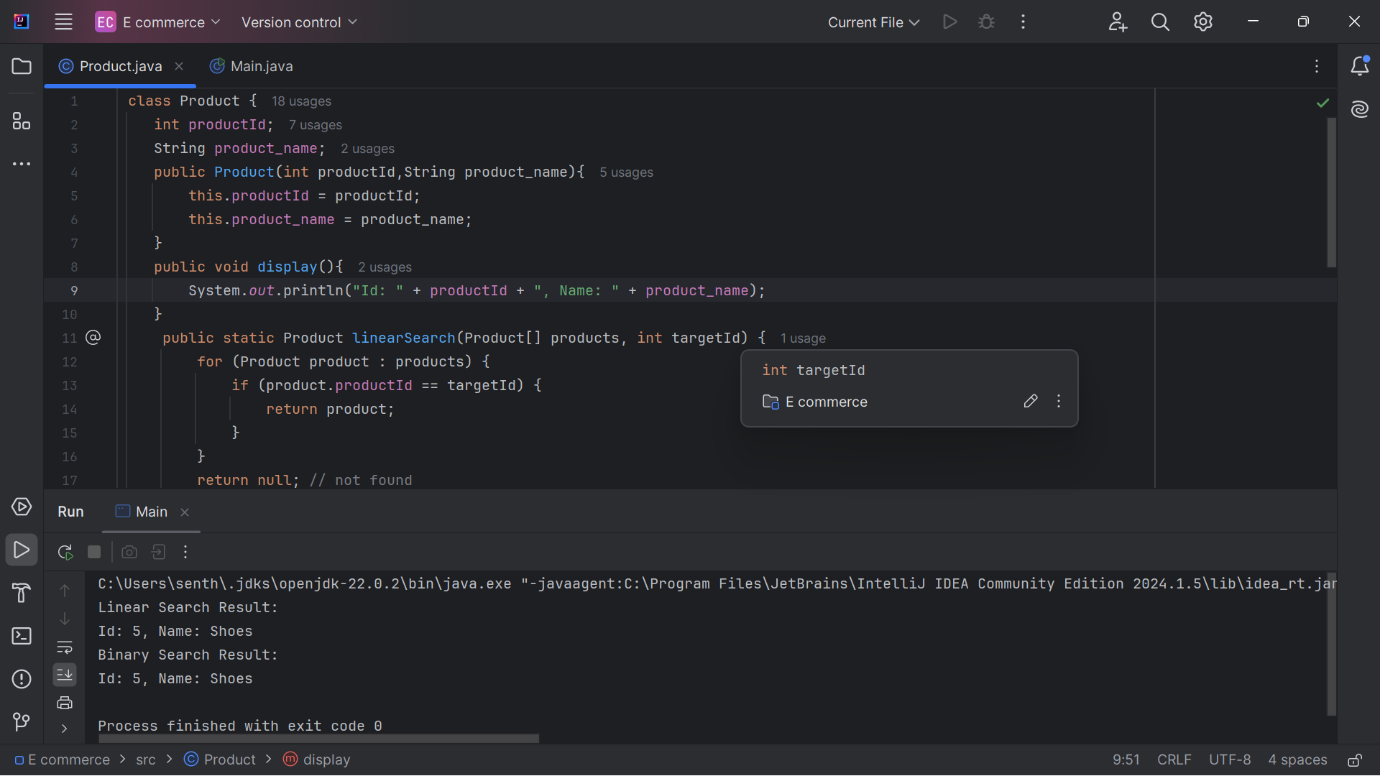 EC E commerce Version control Current File
Product.java Main.java
1 class Product { 18 usages
2 int productId; 7 usages
3 String product_name; 2 usages
4 public Product(int productId,String product_name){ 5 usages
5 this.productId = productId;
6 this.product_name = product_name;
7 }
8 public void display(){ 2 usages
9 System.out.println("Id: " + productId + ", Name: " + product_name);
10 }
11 public static Product linearSearch(Product[] products, int targetId) { 1 usage
12 for (Product product : products) {
13 if (product.productId == targetId) {
14 return product;
15 }
16 }
17 return null; // not found
int targetId
E commerce
Run Main
C:\Users\senth\.jdks\openjdk-22.0.2\bin\java.exe "-javaagent:C:\Program Files\JetBrains\IntelliJ IDEA Community Edition 2024.1.5\lib\idea_rt.jar
Linear Search Result:
Id: 5, Name: Shoes
Binary Search Result:
Id: 5, Name: Shoes
Process finished with exit code 0
E commerce > src > Product > display 9:51 CRLF UTF-8 4 spaces